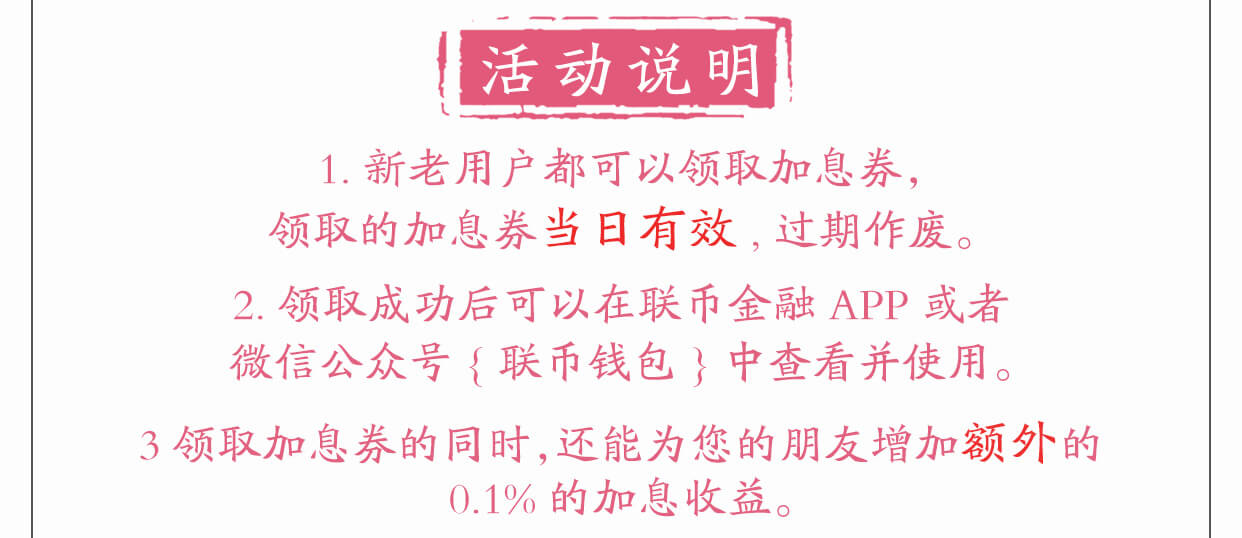 活动说明
1. 新老用户都可以领取加息券，
领取的加息券当日有效，过期作废。
2. 领取成功后可以在联币金融 APP 或者
微信公众号 { 联币钱包 } 中查看并使用。
3 领取加息券的同时，还能为您的朋友增加额外的
0.1% 的加息收益。